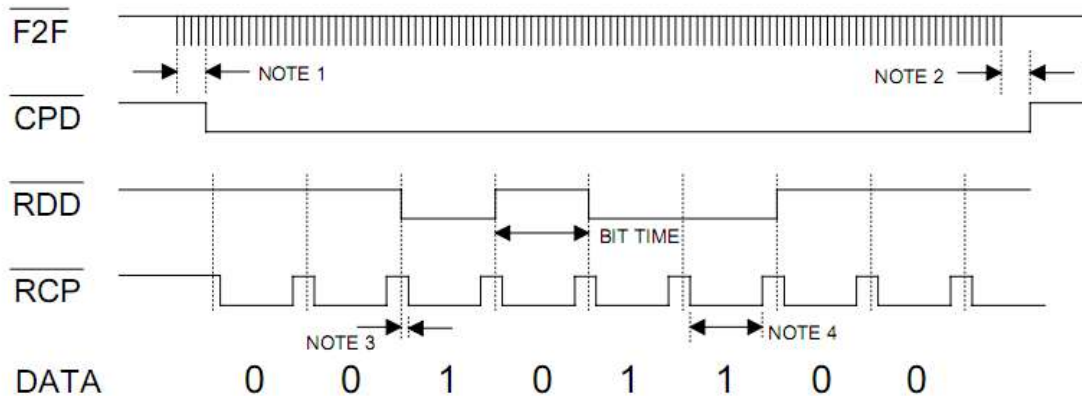 F2F
NOTE 1
NOTE 2
CPD
RDD
BIT TIME
RCP
NOTE 3
NOTE 4
DATA 0 0 1 0 1 1 0 0